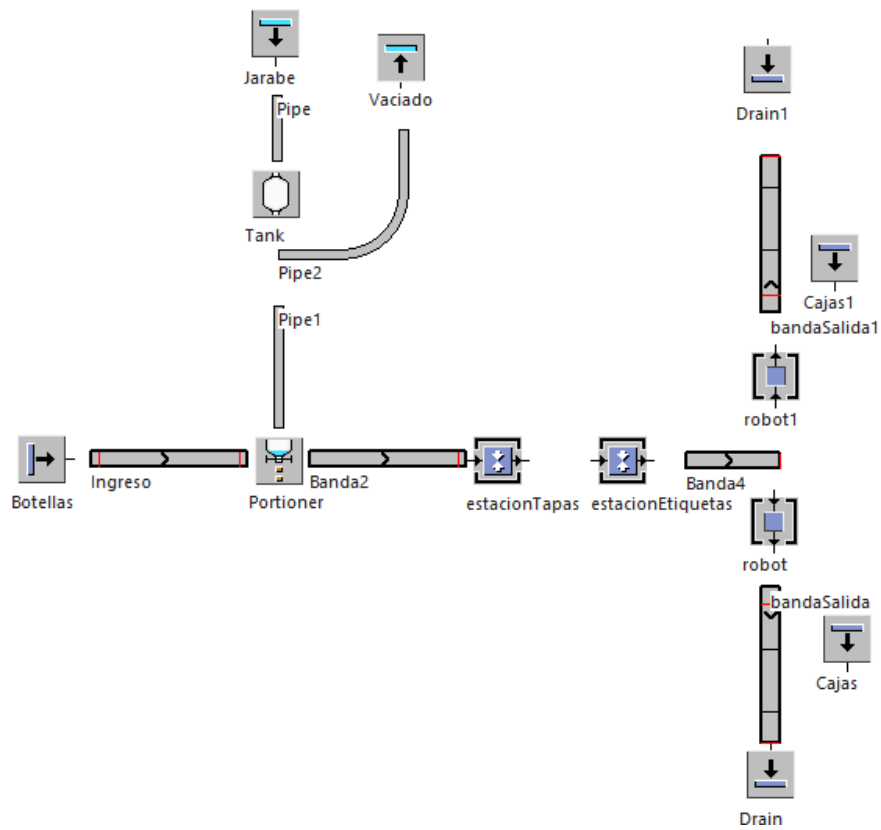 Jarabe
Vaciado
Pipe
Drain1
Tank
Pipe2
Cajas1
Pipe1
bandaSalida1
robot1
Botellas
Ingreso
Portioner
Banda2
estacionTapas
estacionEtiquetas
Banda4
robot
bandaSalida
Cajas
Drain